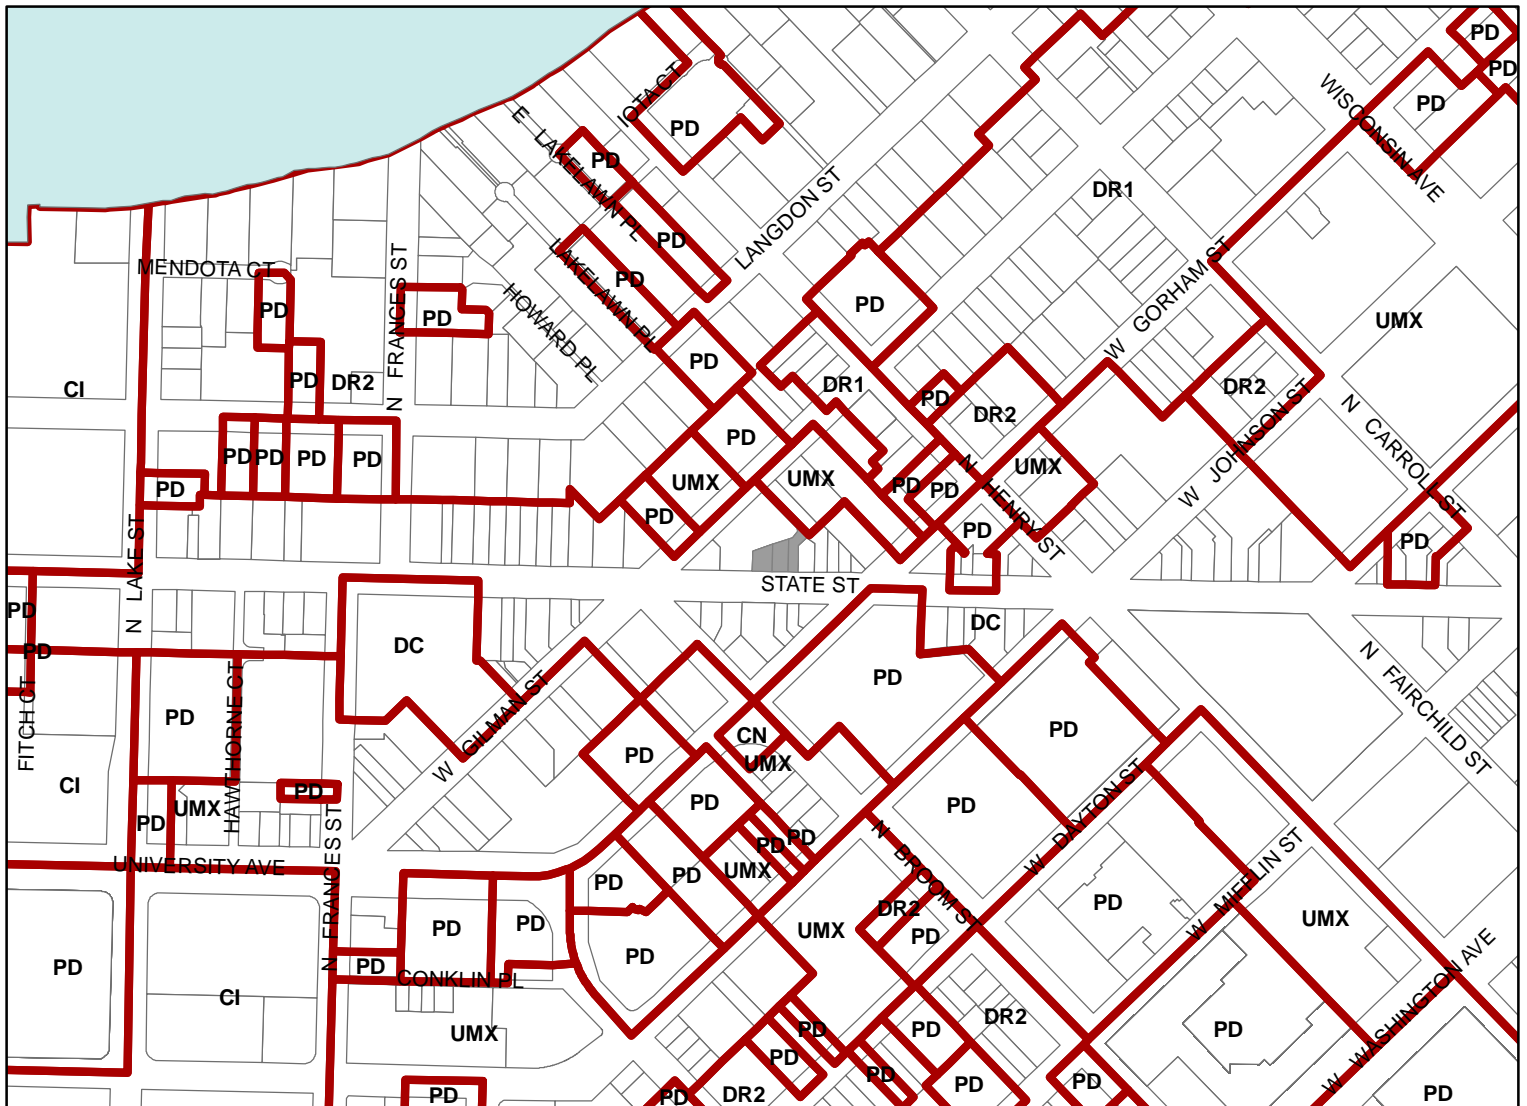 PD
PD
WISCONSIN AVE
PD
IOTA CT
PD
E LAKELAWN PL
PD
DR1
LANGDON ST
PD
LAKELAWN PL
PD
MENDOTA CT
N FRANCES ST
PD
PD
HOWARD PL
PD
W GORHAM ST
UMX
PD
PD
DR2
CI
DR1
PD
DR2
DR2
W JOHNSON ST
N CARROLL ST
PD
PD
PD
PD
PD
PD
UMX
UMX
PD
PD
N HENRY ST
UMX
PD
PD
PD
N LAKE ST
STATE ST
PD
PD
DC
DC
PD
FITCH CT
PD
HAWTHORNE CT
W GILMAN ST
PD
CN
UMX
PD
N FAIRCHILD ST
PD
CI
PD
UMX
PD
PD
PD
PD
PD
UMX
PD
N BROOM ST
W DAYTON ST
UNIVERSITY AVE
N FRANCES ST
PD
PD
DR2
PD
W MIFFLIN ST
UMX
PD
PD
UMX
PD
PD
PD
PD
CONKLIN PL
W WASHINGTON AVE
CI
UMX
PD
PD
PD
DR2
PD
PD
PD
PD
PD
DR2
PD
PD